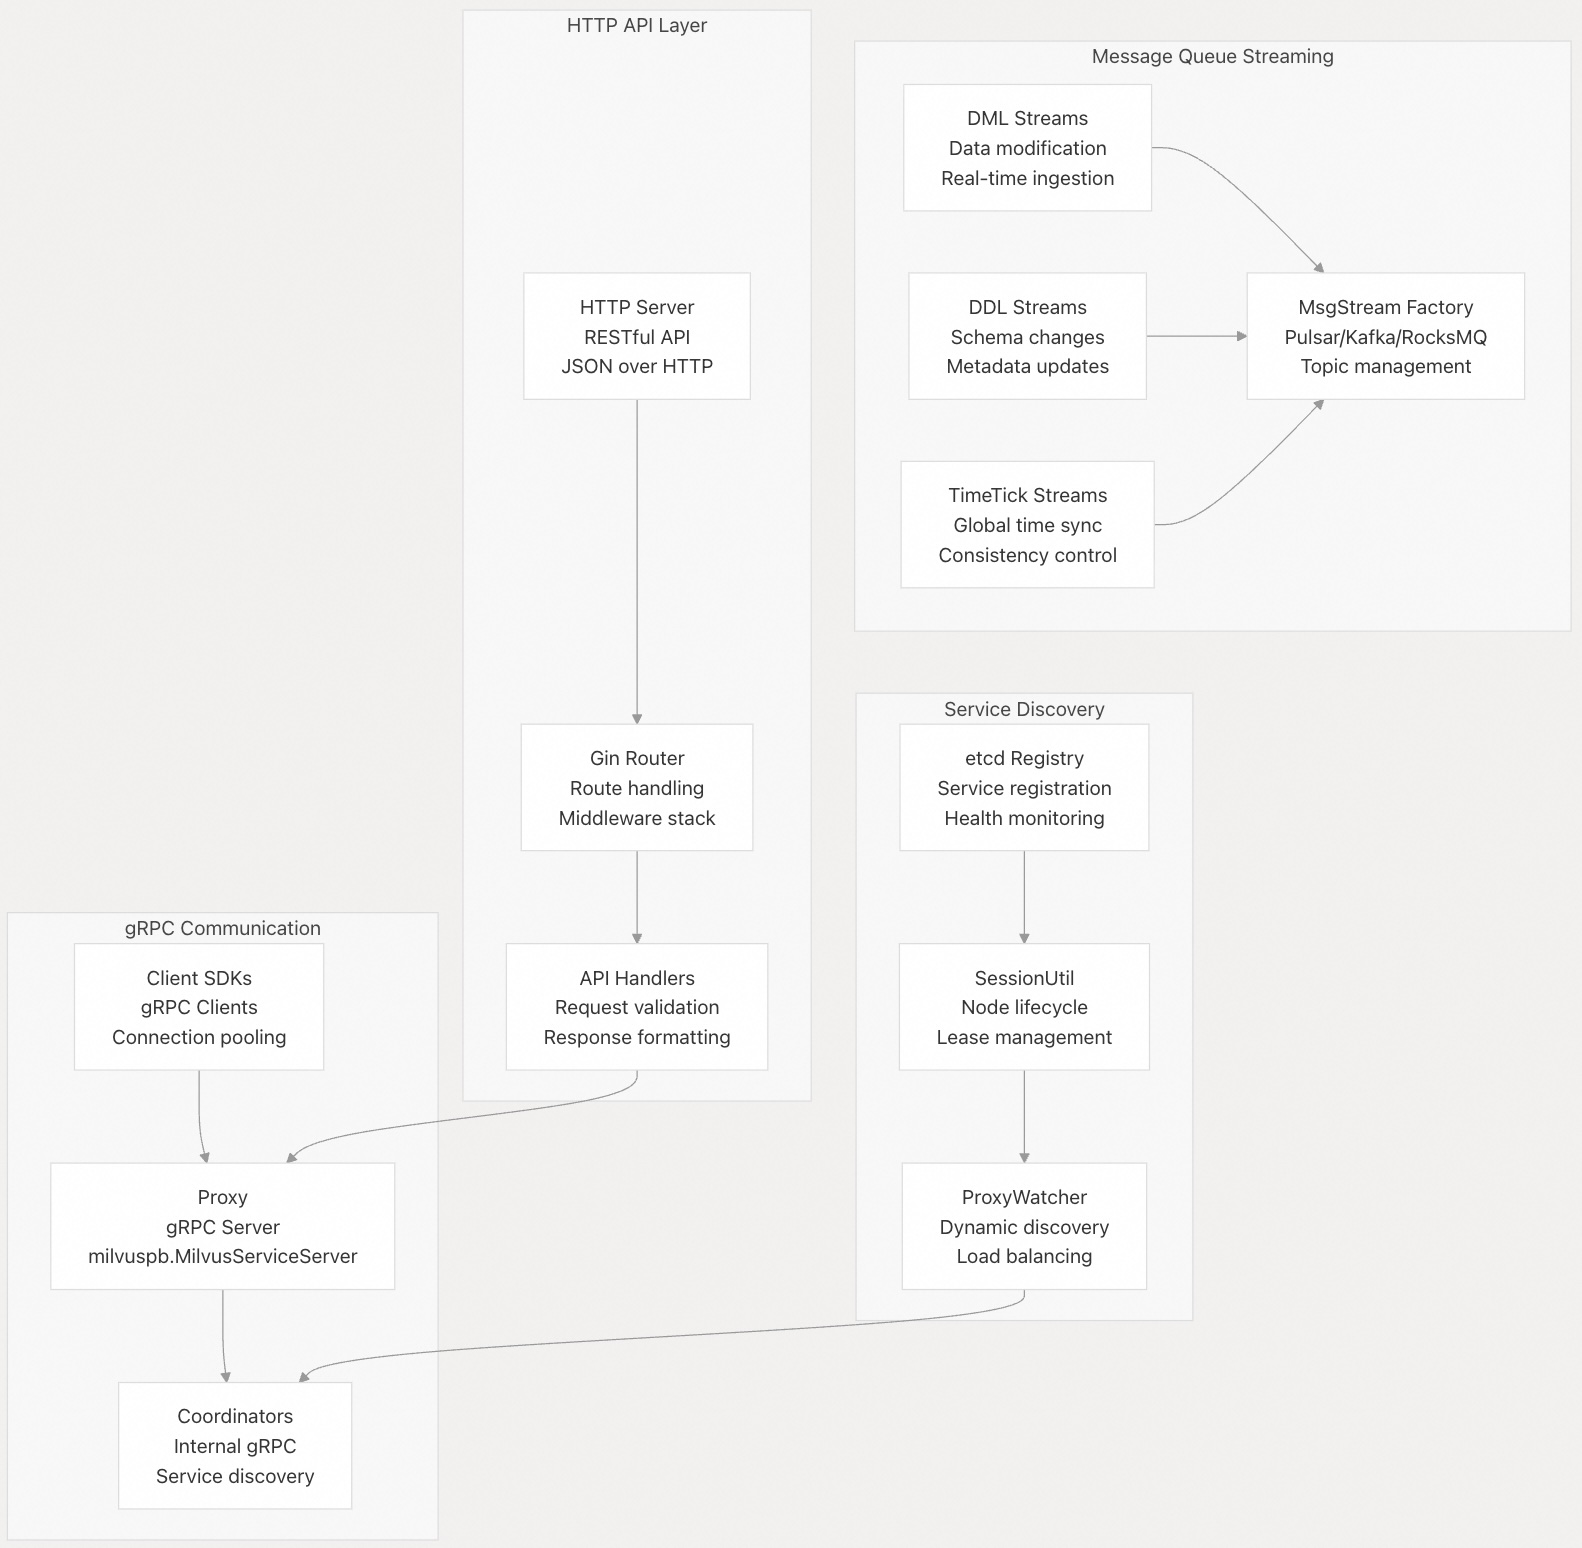 HTTP API Layer
HTTP Server
RESTful API
JSON over HTTP
Gin Router
Route handling
Middleware stack
API Handlers
Request validation
Response formatting
Message Queue Streaming
DML Streams
Data modification
Real-time ingestion
DDL Streams
Schema changes
Metadata updates
TimeTick Streams
Global time sync
Consistency control
MsgStream Factory
Pulsar/Kafka/RocksMQ
Topic management
Service Discovery
etcd Registry
Service registration
Health monitoring
SessionUtil
Node lifecycle
Lease management
ProxyWatcher
Dynamic discovery
Load balancing
gRPC Communication
Client SDKs
gRPC Clients
Connection pooling
Proxy
gRPC Server
milvuspb.MilvusServiceServer
Coordinators
Internal gRPC
Service discovery